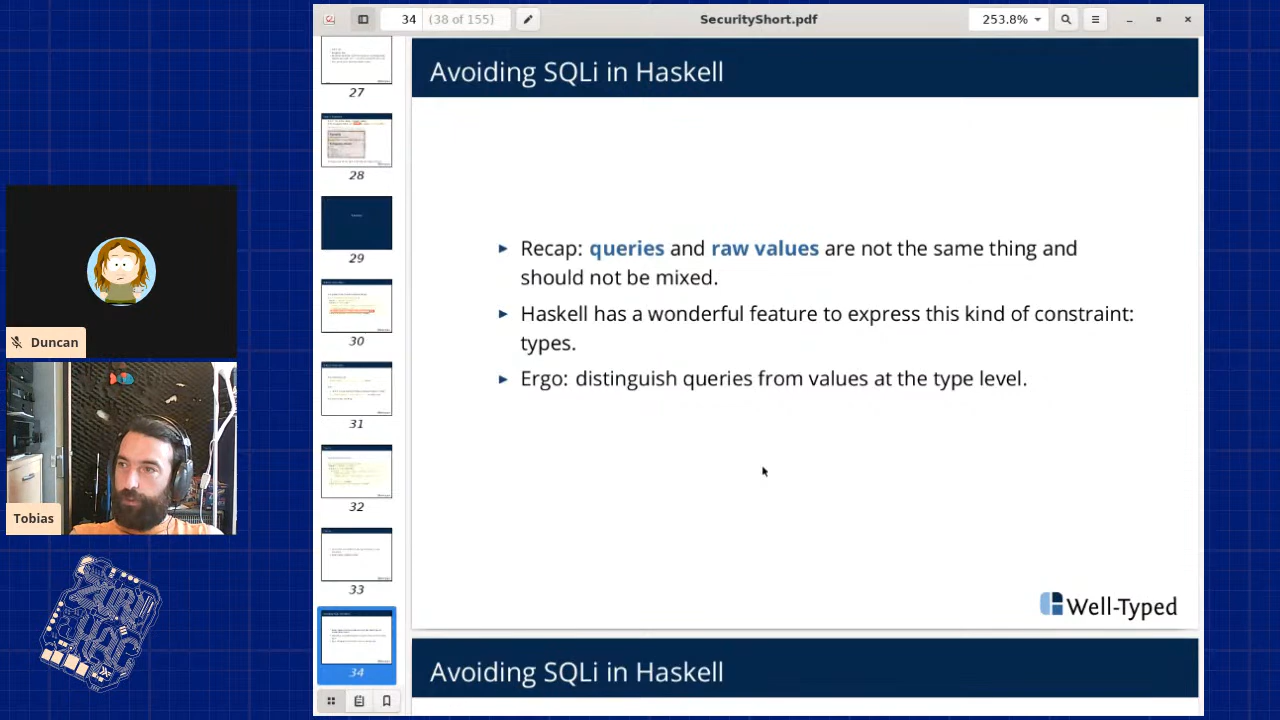 34 (38 of 155)
SecurityShort.pdf
253.8%
27
28
29
30
31
32
33
34
Avoiding SQLi in Haskell
Recap: queries and raw values are not the same thing and
should not be mixed.
Haskell has a wonderful feature to express this kind of constraint:
types.
Ergo: distinguish queries from values at the type level.
Well-Typed
Avoiding SQLi in Haskell
Duncan
Tobias